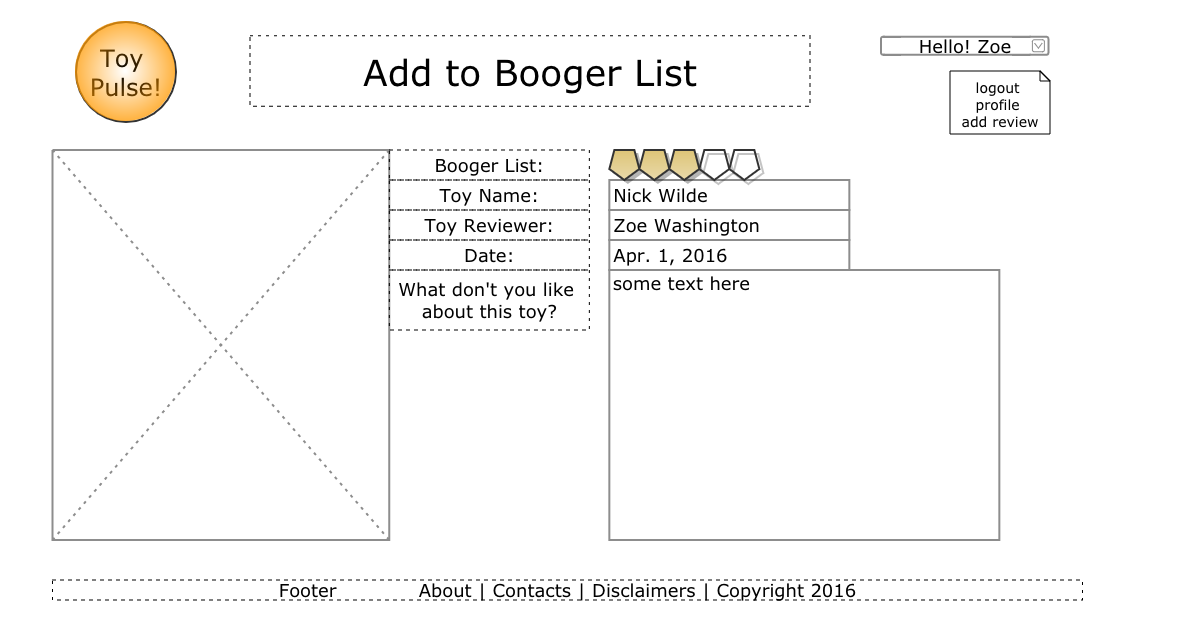 Toy
Pulse!
Add to Booger List
Hello! Zoe
logout
profile
add review
Booger List:
Toy Name:
Nick Wilde
Toy Reviewer:
Zoe Washington
Date:
Apr. 1, 2016
What don't you like
about this toy?
some text here
Footer
About | Contacts | Disclaimers | Copyright 2016